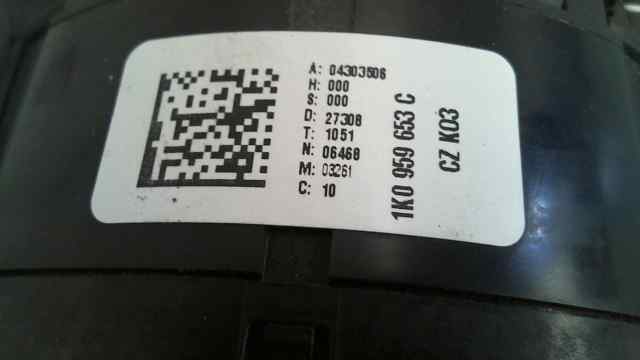 A: 04303506
H: 000
S: 000
D: 27308
T: 1051
N: 06468
M: 03261
C: 10
1K0 959 653 C
CZ K03